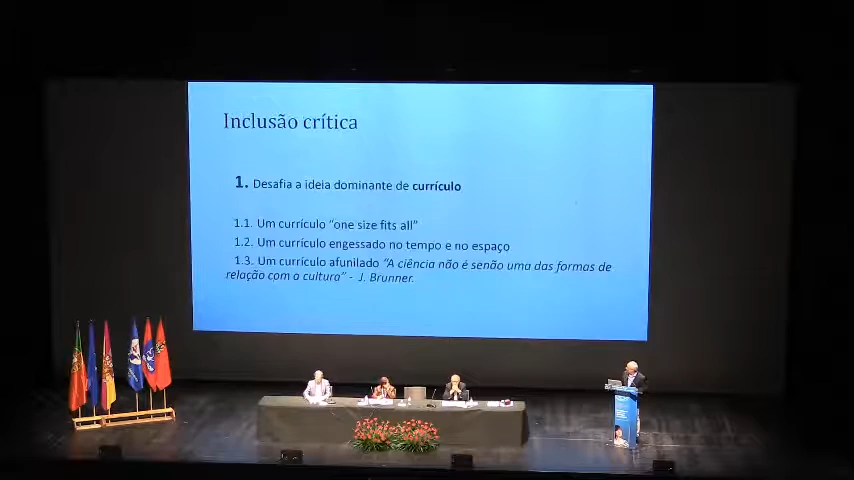 Inclusão crítica
1. Desafia a ideia dominante de currículo
1.1. Um currículo “one size fits all”
1.2. Um currículo engessado no tempo e no espaço
1.3. Um currículo afunilado “A ciência não é senão uma das formas de
relação com a cultura” - J. Brunner.